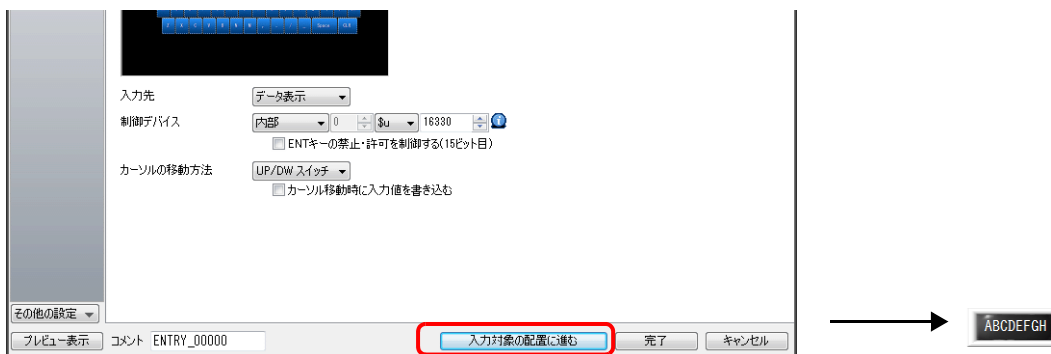 Space CLR
入力先 データ表示
制御デバイス 内部 0 $u 16330
ENTキーの禁止・許可を制御する(15ビット目)
カーソルの移動方法 UP/DW スイッチ
カーソル移動時に入力値を書き込む
その他の設定
プレビュー表示 コメント ENTRY_00000 入力対象の配置に進む 完了 キャンセル
ABCDEFGH